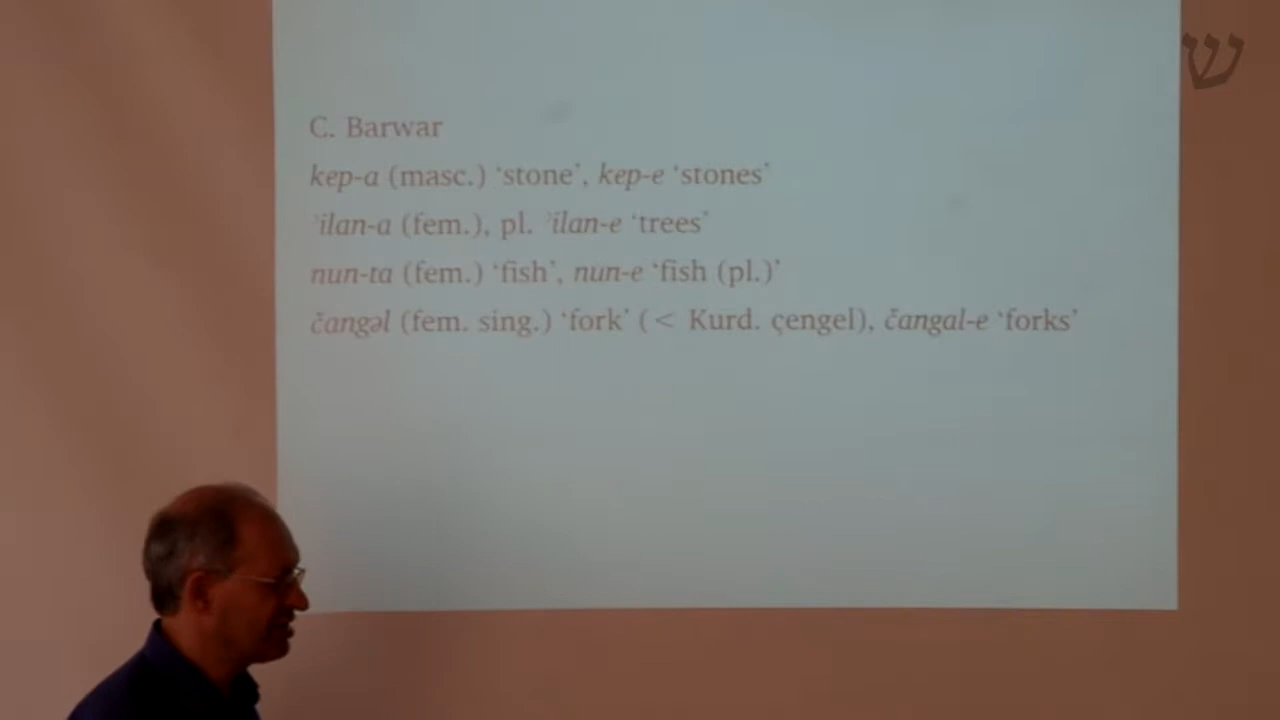 C. Barwar
kep-a (masc.) ‘stone’, kep-e ‘stones’
ʾilan-a (fem.), pl. ʾilan-e ‘trees’
nun-ta (fem.) ‘fish’, nun-e ‘fish (pl.)’
čangəl (fem. sing.) ‘fork’ (< Kurd. çengel), čangal-e ‘forks’
ש